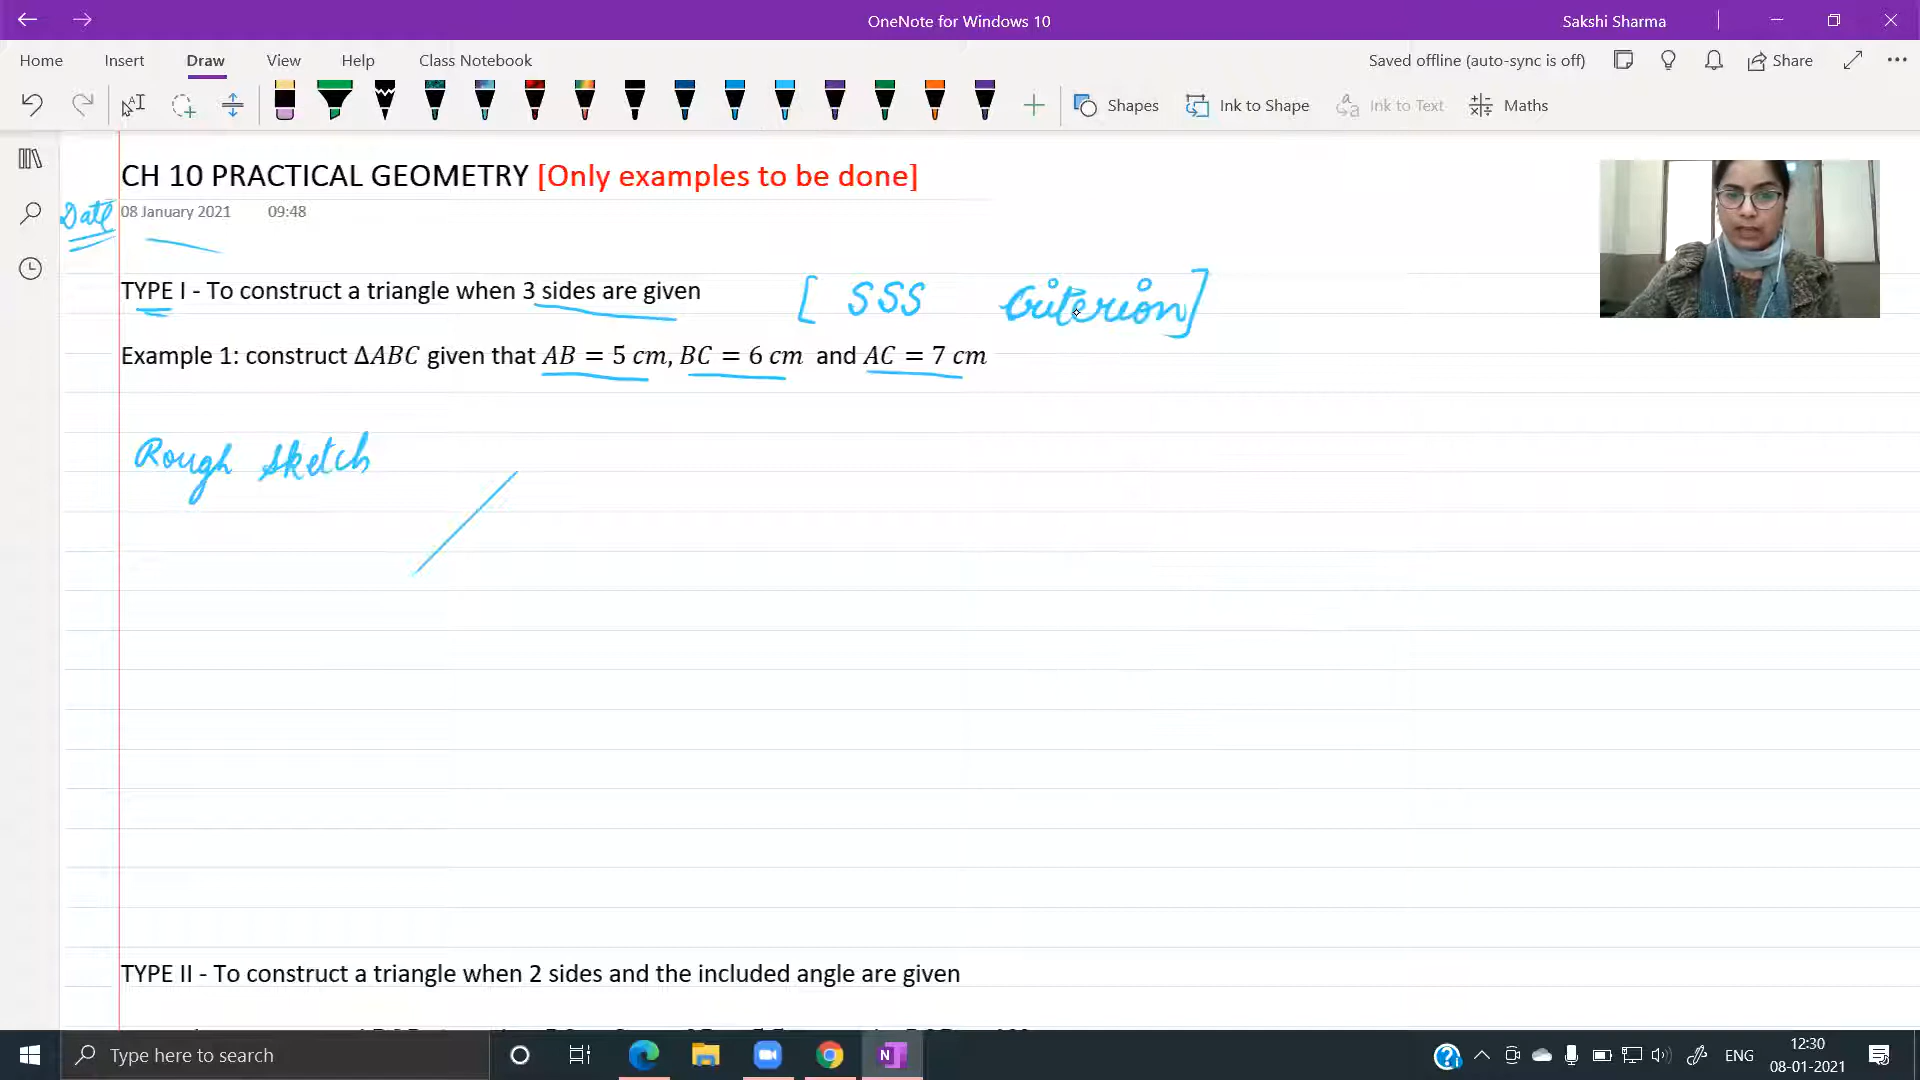 OneNote for Windows 10
Sakshi Sharma
Home Insert Draw View Help Class Notebook
Saved offline (auto-sync is off) Share
Shapes Ink to Shape Ink to Text Maths
CH 10 PRACTICAL GEOMETRY [Only examples to be done]
Date 08 January 2021 09:48
TYPE I - To construct a triangle when 3 sides are given [ SSS Criterion]
Example 1: construct ΔABC given that AB = 5 cm, BC = 6 cm and AC = 7 cm
Rough Sketch
TYPE II - To construct a triangle when 2 sides and the included angle are given
Type here to search
N
ENG
12:30
08-01-2021